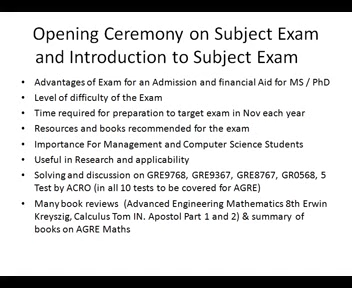 Opening Ceremony on Subject Exam
and Introduction to Subject Exam
• Advantages of Exam for an Admission and financial Aid for MS / PhD
• Level of difficulty of the Exam
• Time required for preparation to target exam in Nov each year
• Resources and books recommended for the exam
• Importance For Management and Computer Science Students
• Useful in Research and applicability
• Solving and discussion on GRE9768, GRE9367, GRE8767, GR0568, 5
Test by ACRO (in all 10 tests to be covered for AGRE)
• Many book reviews (Advanced Engineering Mathematics 8th Erwin
Kreyszig, Calculus Tom IN. Apostol Part 1 and 2) & summary of
books on AGRE Maths